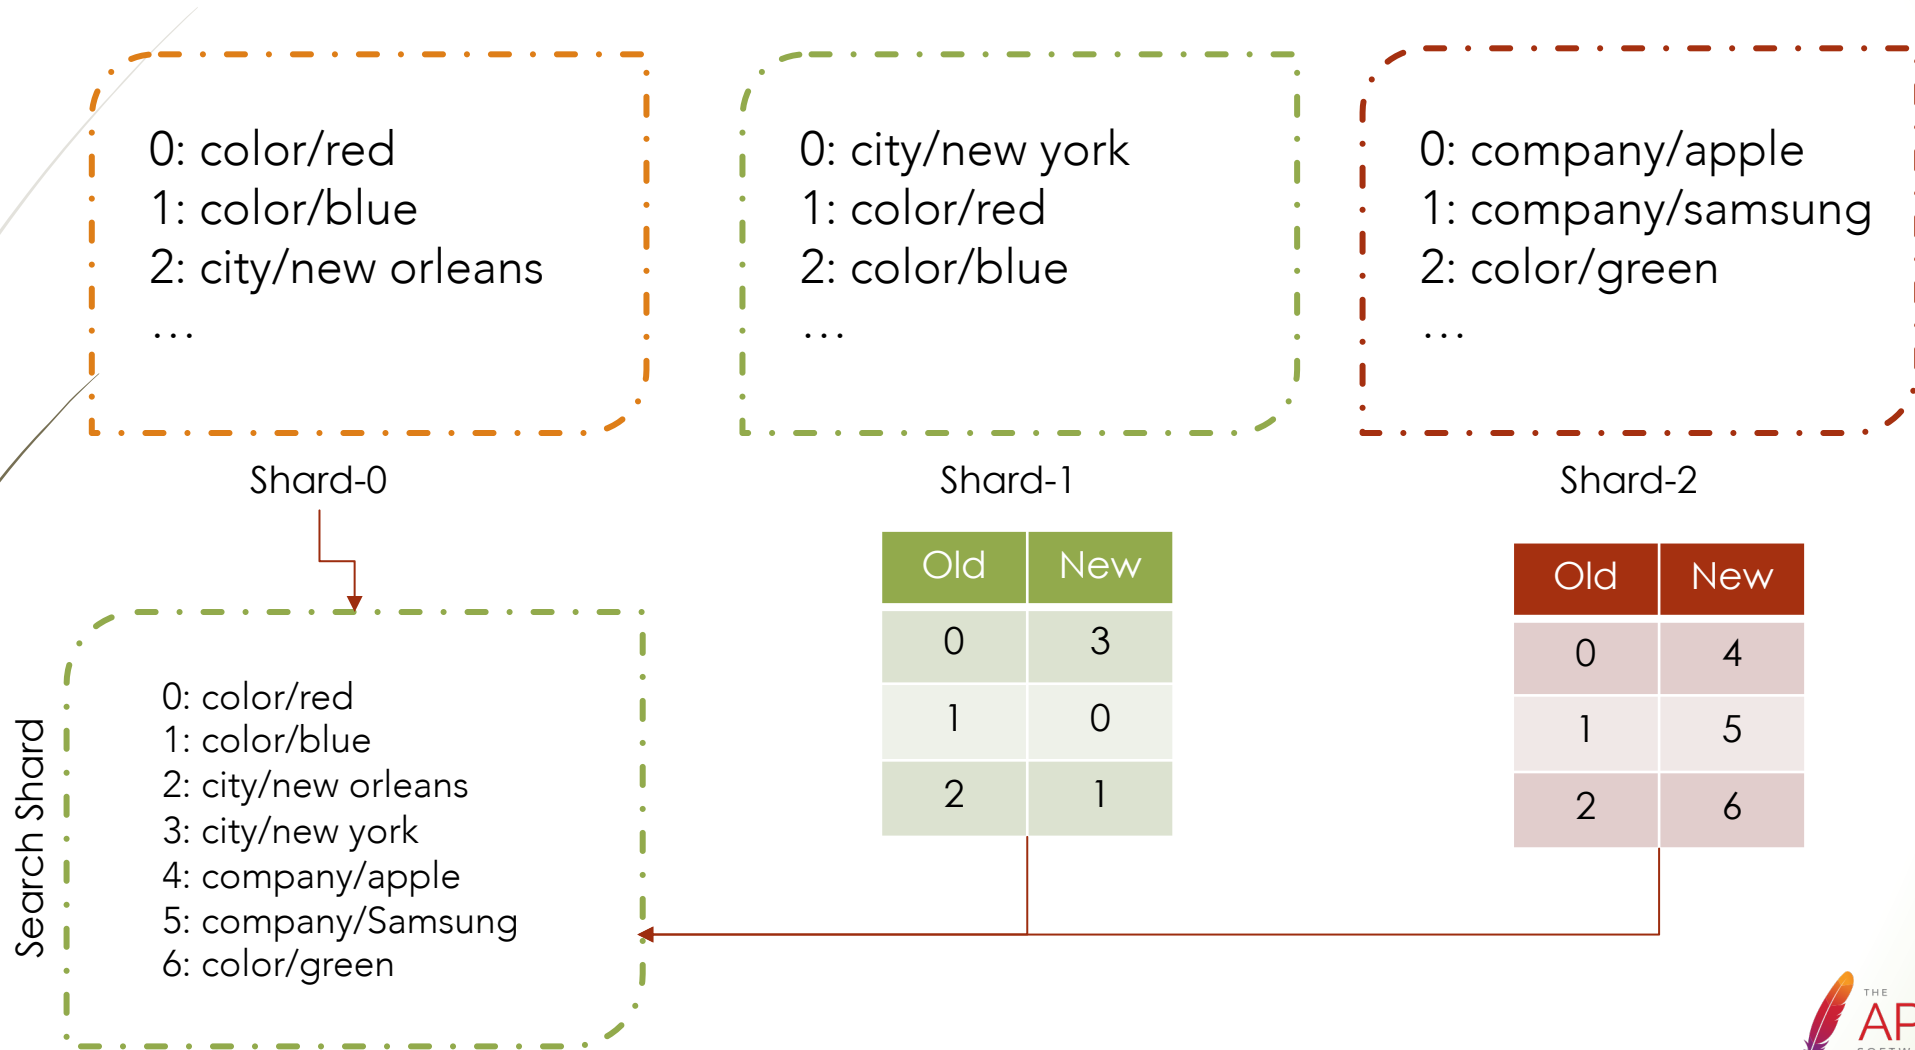 0: color/red
1: color/blue
2: city/new orleans
...
Shard-0
0: city/new york
1: color/red
2: color/blue
...
Shard-1
0: company/apple
1: company/samsung
2: color/green
...
Shard-2
Search Shard
0: color/red
1: color/blue
2: city/new orleans
3: city/new york
4: company/apple
5: company/Samsung
6: color/green
Old New
0 3
1 0
2 1
Old New
0 4
1 5
2 6
THE
AP